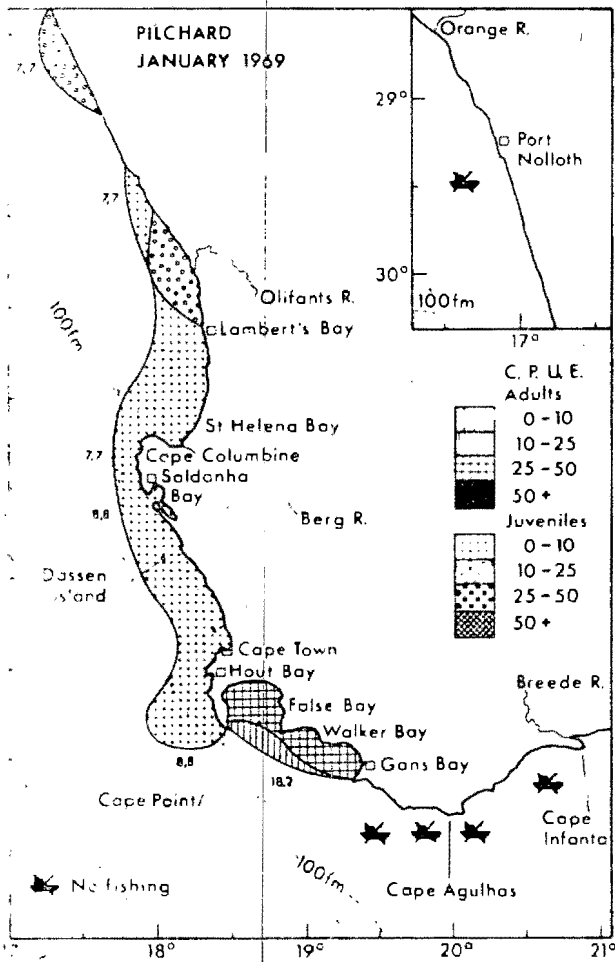 PILCHARD
JANUARY 1969
7,7
Orange R.
29°
Port
Nolloth
30°
100fm
17°
7,7
Olifants R.
100fm
Lambert's Bay
St Helena Bay
7,7
Cape Columbine
Saldanha
Bay
8,8
Berg R.
Dassen
Island
C. P. U. E.
Adults
0-10
10-25
25-50
50+
Juveniles
0-10
10-25
25-50
50+
Cape Town
Hout Bay
False Bay
Walker Bay
Gans Bay
Breede R.
8,8
18,2
Cape Point
Cape
Infanta
No fishing
100fm
Cape Agulhas
17
18°
19°
20°
21°